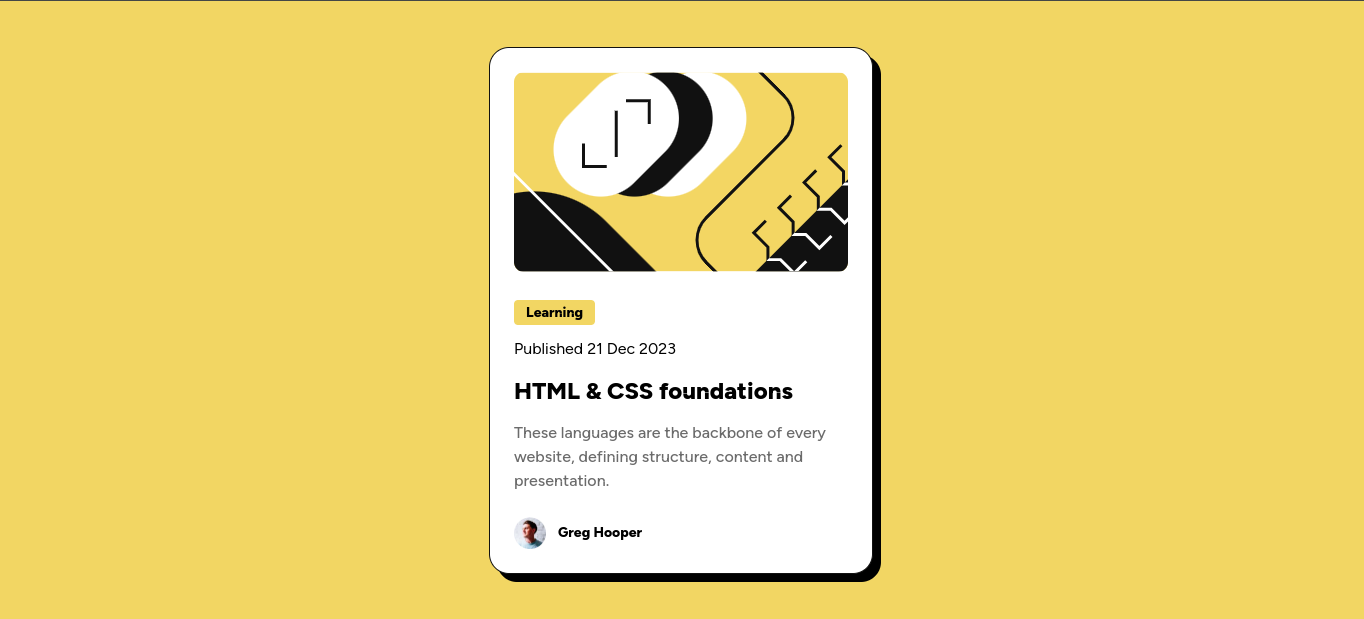 Learning
Published 21 Dec 2023
HTML & CSS foundations
These languages are the backbone of every
website, defining structure, content and
presentation.
Greg Hooper